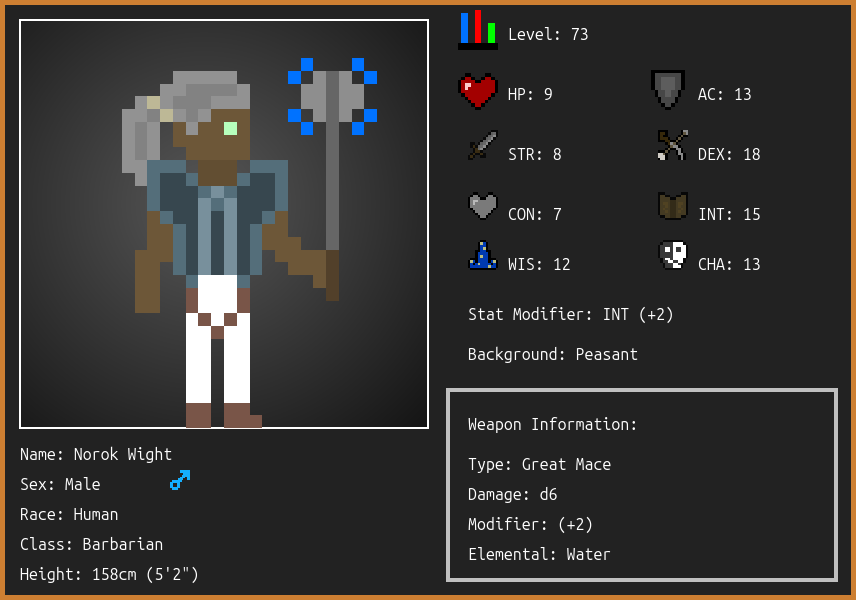 Level: 73
HP: 9
AC: 13
STR: 8
DEX: 18
CON: 7
INT: 15
WIS: 12
CHA: 13
Stat Modifier: INT (+2)
Background: Peasant
Weapon Information:
Type: Great Mace
Damage: d6
Modifier: (+2)
Elemental: Water
Name: Norok Wight
Sex: Male
Race: Human
Class: Barbarian
Height: 158cm (5'2")